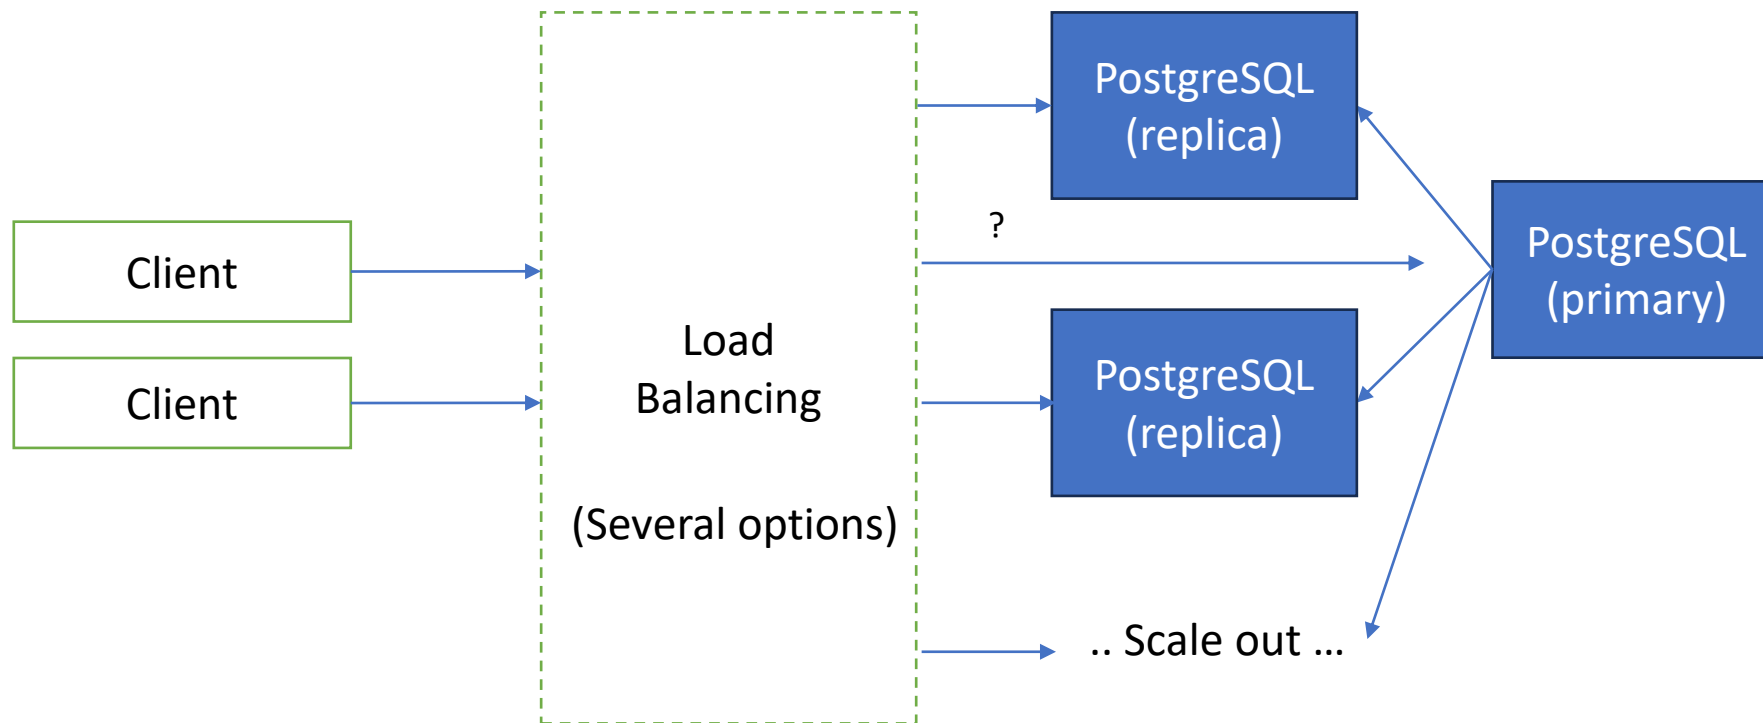 Client
Client
Load
Balancing
(Several options)
PostgreSQL
(replica)
?
PostgreSQL
(replica)
.. Scale out ...
PostgreSQL
(primary)